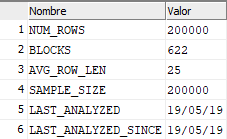 Nombre Valor
1 NUM_ROWS 200000
2 BLOCKS 622
3 AVG_ROW_LEN 25
4 SAMPLE_SIZE 200000
5 LAST_ANALYZED 19/05/19
6 LAST_ANALYZED_SINCE 19/05/19